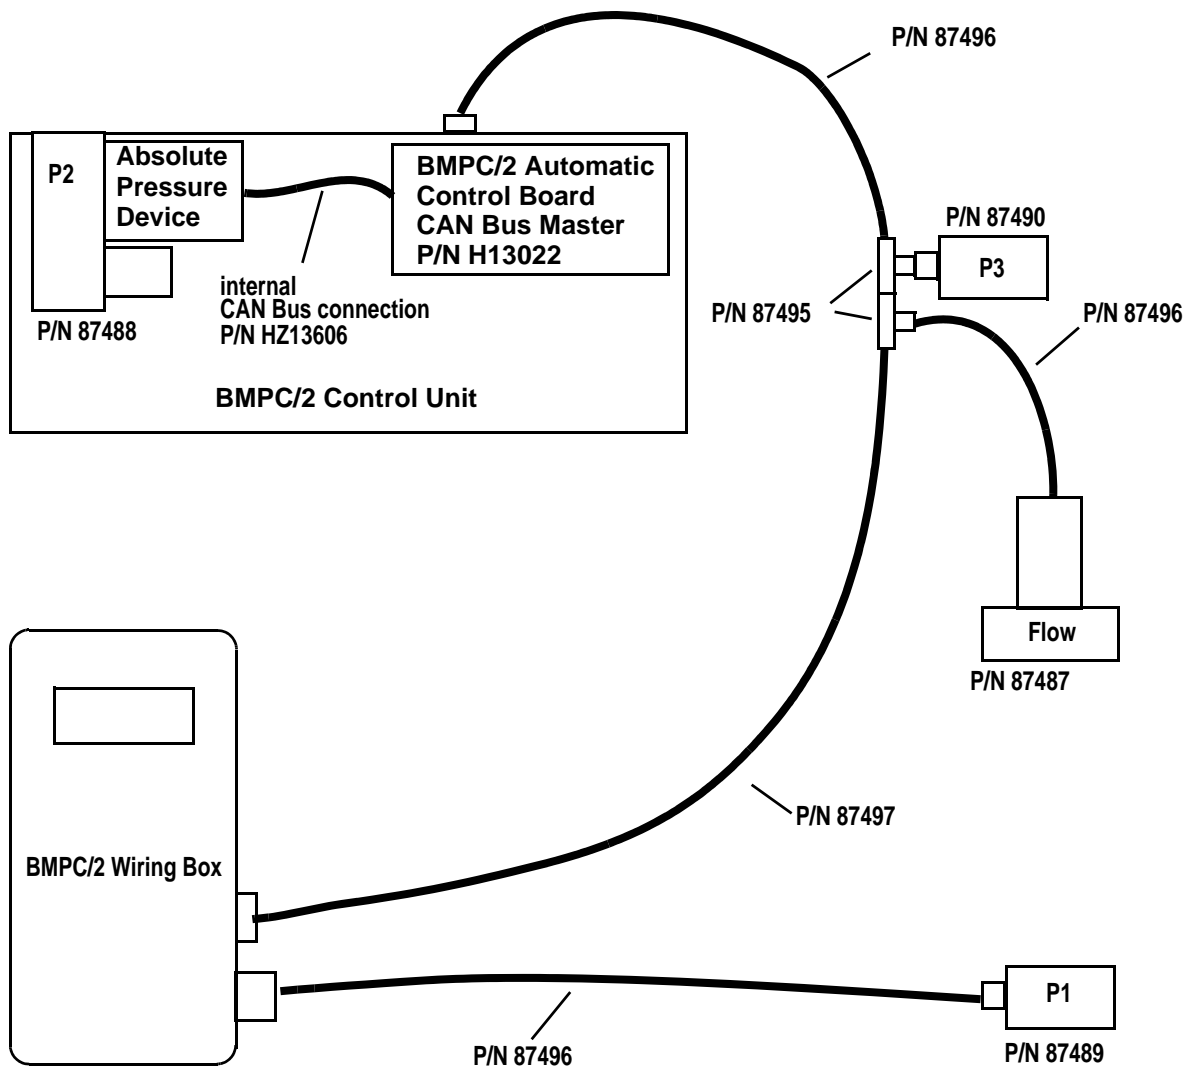 P/N 87496
P2
Absolute
Pressure
Device
BMPC/2 Automatic
Control Board
CAN Bus Master
P/N H13022
P/N 87490
P3
internal
CAN Bus connection
P/N HZ13606
P/N 87488
P/N 87495
P/N 87496
BMPC/2 Control Unit
Flow
P/N 87487
P/N 87497
BMPC/2 Wiring Box
P1
P/N 87496
P/N 87489